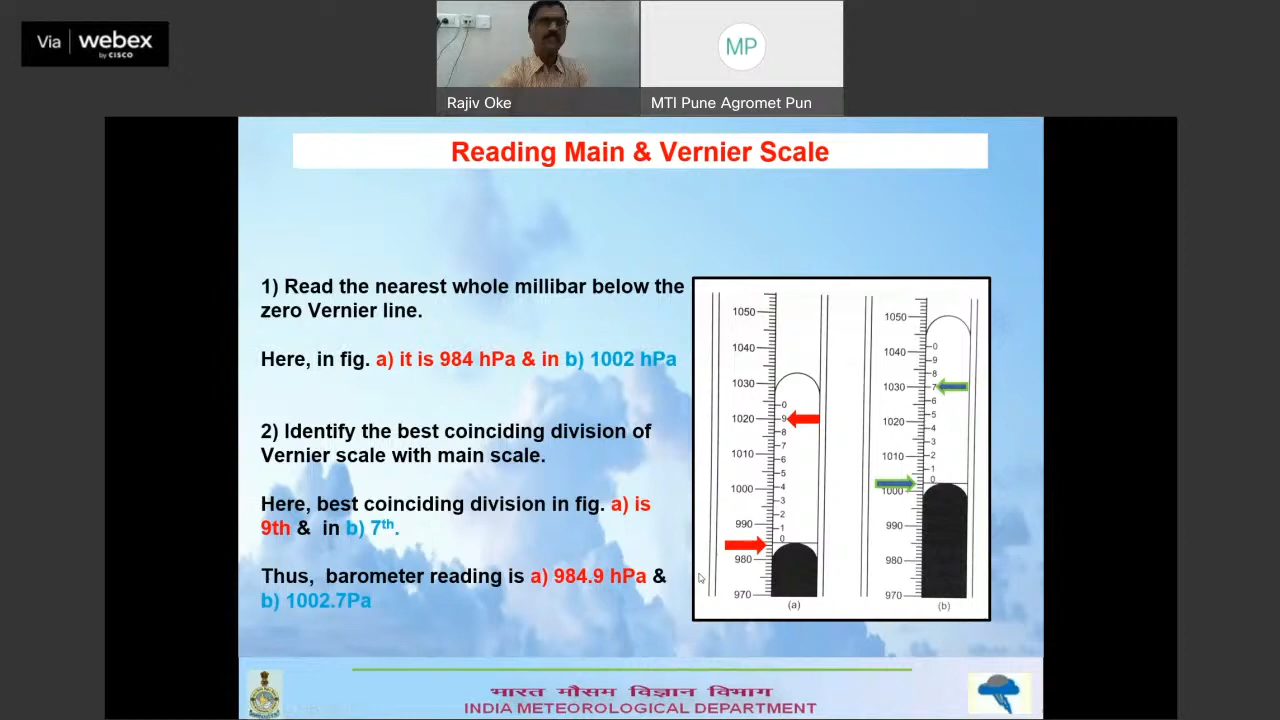 Via webex
by CISCO
Rajiv Oke
MP
MTI Pune Agromet Pun
Reading Main & Vernier Scale
1) Read the nearest whole millibar below the
zero Vernier line.
Here, in fig. a) it is 984 hPa & in b) 1002 hPa
2) Identify the best coinciding division of
Vernier scale with main scale.
Here, best coinciding division in fig. a) is
9th & in b) 7th.
Thus, barometer reading is a) 984.9 hPa &
b) 1002.7Pa
1050
1040
1030
1020
1010
1000
990
980
970
0
9
8
7
6
5
4
3
2
1
0
(a)
1050
1040
1030
1020
1010
1000
990
980
970
0
9
8
7
6
5
4
3
2
1
0
(b)
भारत मौसम विज्ञान विभाग
INDIA METEOROLOGICAL DEPARTMENT